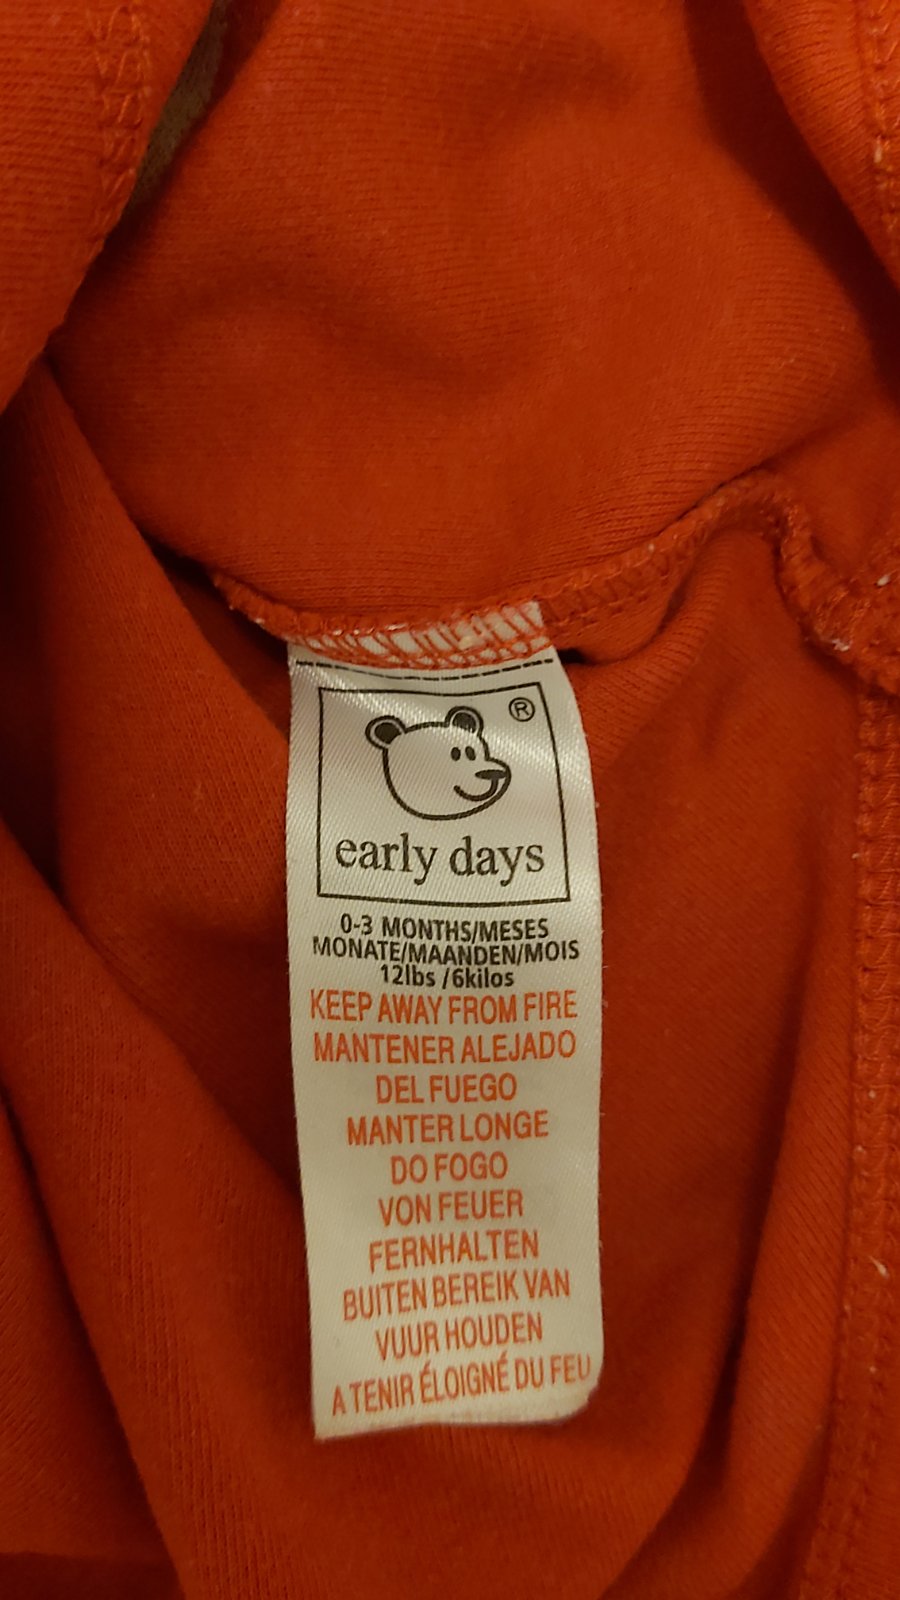 ®
early days
0-3 MONTHS/MESES
MONATE/MAANDEN/MOIS
12lbs /6kilos
KEEP AWAY FROM FIRE
MANTENER ALEJADO
DEL FUEGO
MANTER LONGE
DO FOGO
VON FEUER
FERNHALTEN
BUITEN BEREIK VAN
VUUR HOUDEN
A TENIR ÉLOIGNÉ DU FEU